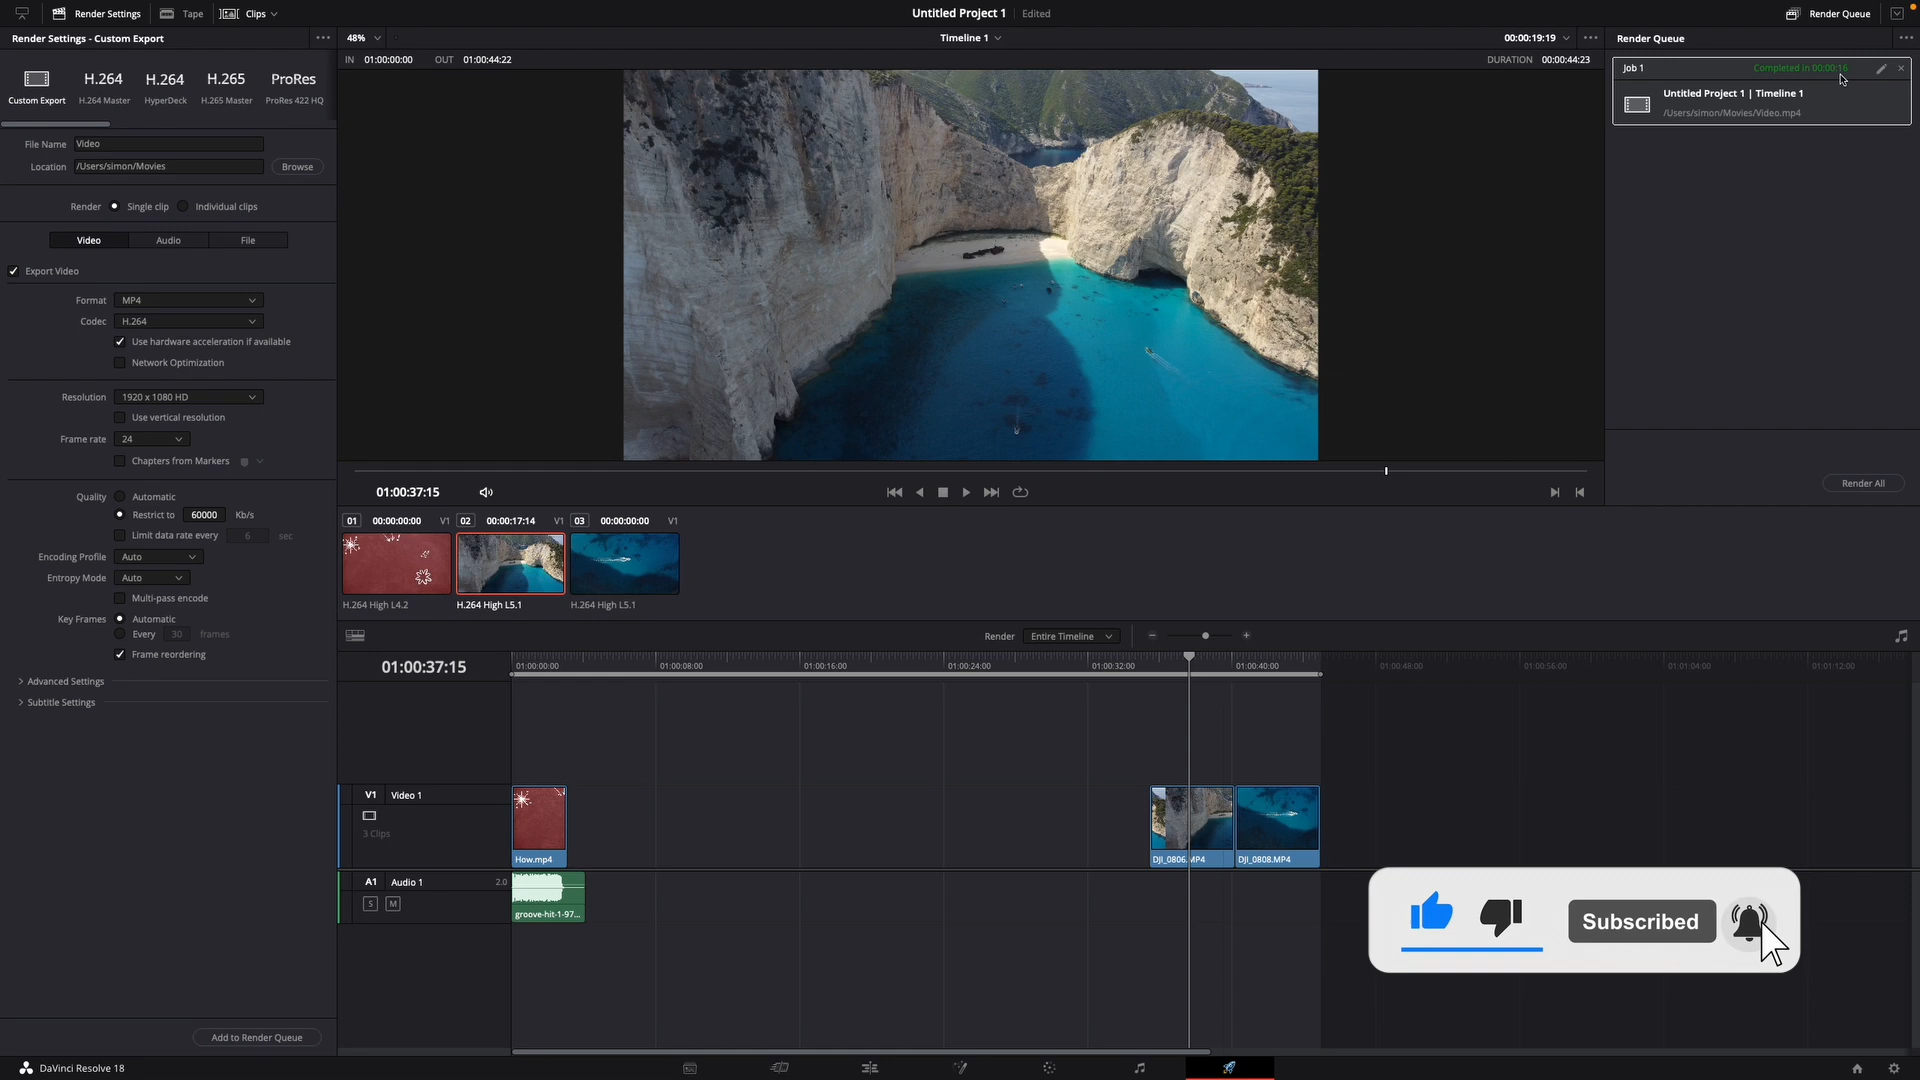 Render Settings
Tape
Clips
Untitled Project 1
Edited
Render Queue
Render Settings - Custom Export
48%
Timeline 1
00:00:19:19
Render Queue
IN 01:00:00:00 OUT 01:00:44:22
DURATION 00:00:44:23
H.264
H.264
H.265
ProRes
Custom Export
H.264 Master
HyperDeck
H.265 Master
ProRes 422 HQ
Job 1
Completed in 00:00:16
Untitled Project 1 | Timeline 1
/Users/simon/Movies/Video.mp4
File Name Video
Location /Users/simon/Movies
Browse
Render Single clip Individual clips
Video Audio File
Export Video
Format MP4
Codec H.264
Use hardware acceleration if available
Network Optimization
Resolution 1920 x 1080 HD
Use vertical resolution
Frame rate 24
Chapters from Markers
Quality Automatic
Restrict to 60000 Kb/s
Limit data rate every 6 sec
Encoding Profile Auto
Entropy Mode Auto
Multi-pass encode
Key Frames Automatic
Every 30 frames
Frame reordering
Advanced Settings
Subtitle Settings
Add to Render Queue
01:00:37:15
Render All
01 00:00:00:00 V1
02 00:00:17:14 V1
03 00:00:00:00 V1
H.264 High L4.2
H.264 High L5.1
H.264 High L5.1
Render Entire Timeline
01:00:37:15
01:00:00:00
01:00:08:00
01:00:16:00
01:00:24:00
01:00:32:00
01:00:40:00
01:00:48:00
01:00:56:00
01:01:04:00
01:01:12:00
V1 Video 1
3 Clips
How.mp4
DJI_0806.MP4
DJI_0808.MP4
A1 Audio 1 2.0
S M
groove-hit-1-97...
Subscribed
DaVinci Resolve 18